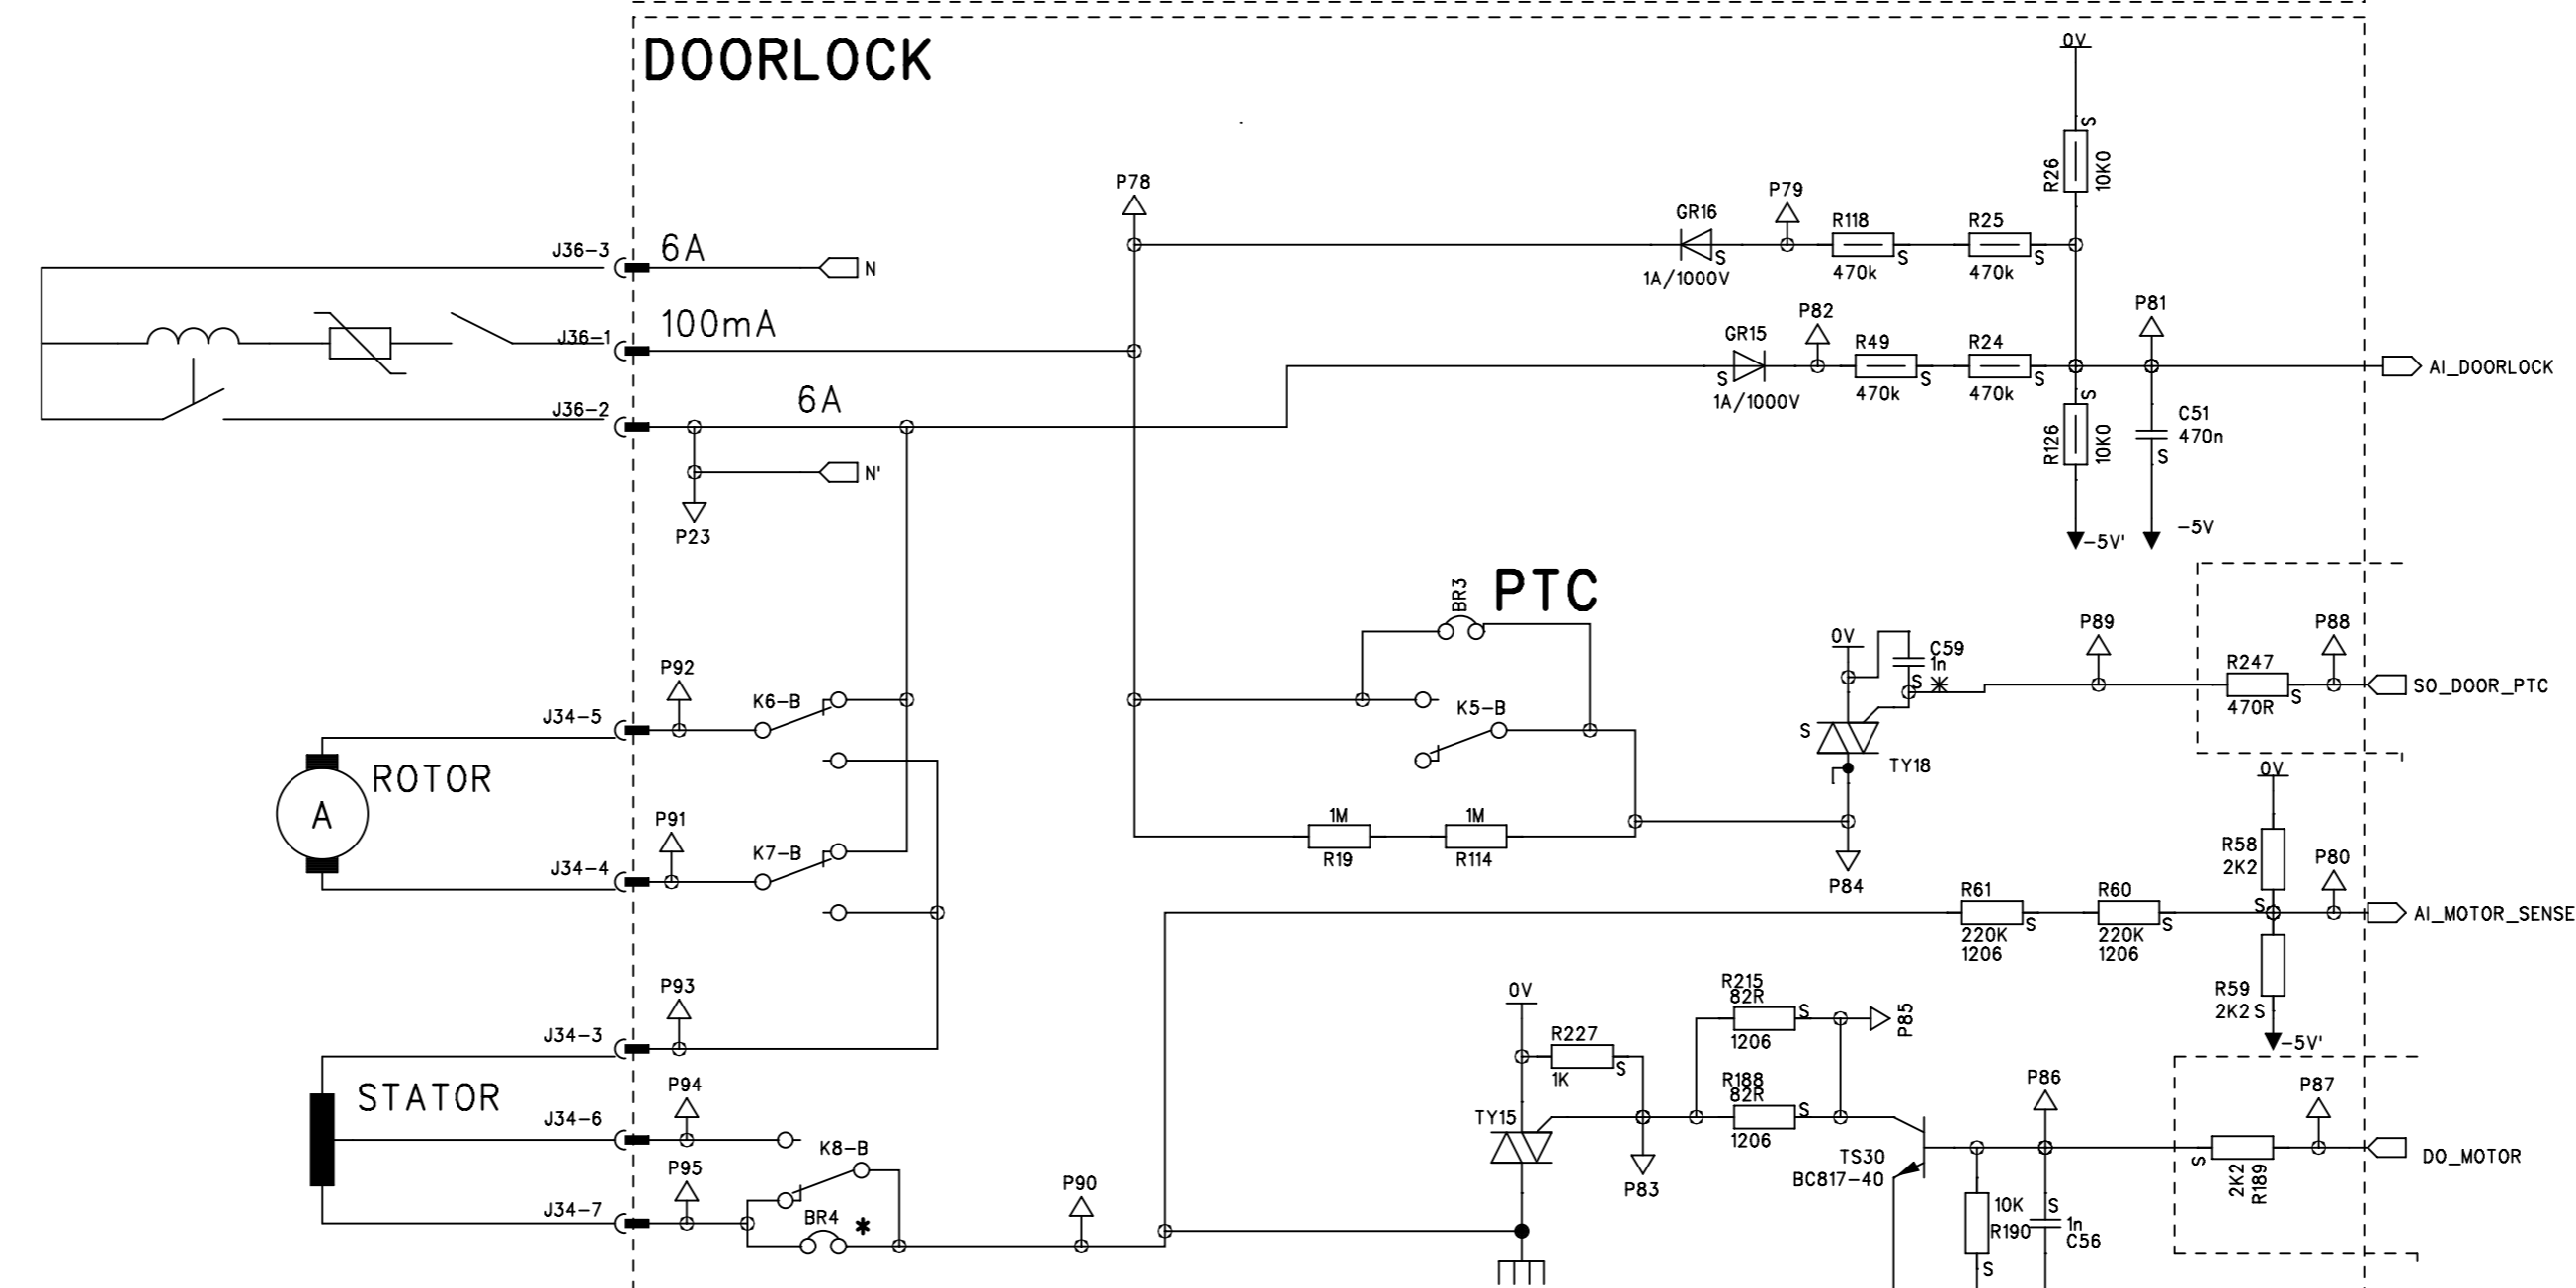 DOORLOCK
0V
S
R26
10K0
P78
P79
GR16
S
1A/1000V
R118
S
470k
R25
S
470k
J36-3
6A
N
J36-1
100mA
J36-2
6A
N'
P23
P82
GR15
S
1A/1000V
R49
S
470k
R24
S
470k
P81
AI_DOORLOCK
S
R126
10K0
C51
470n
S
-5V'
-5V
BR3
PTC
K5-B
1M
R19
1M
R114
0V
C59
1n
S
S
TY18
P84
P89
R247
S
470R
P88
SO_DOOR_PTC
P92
K6-B
J34-5
ROTOR
A
P91
K7-B
J34-4
0V
R58
2K2
P80
S
R61
S
220K
1206
R60
S
220K
1206
AI_MOTOR_SENSE
R59
2K2 S
-5V'
P93
J34-3
STATOR
P94
J34-6
K8-B
P95
J34-7
BR4
*
P90
0V
R227
1K
S
R215
82R
S
1206
P85
R188
82R
S
1206
TY15
P83
TS30
BC817-40
P86
10K
R190
S
S
1n
C56
S
2K2
R189
P87
DO_MOTOR